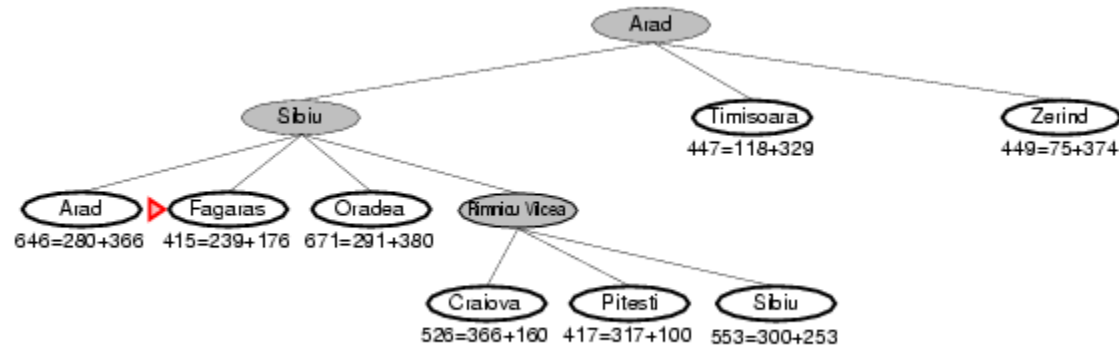 Arad
Sibiu
Timisoara
Zerind
447=118+329
449=75+374
Arad
Fagaras
Oradea
Rimnicu Vilcea
646=280+366
415=239+176
671=291+380
Craiova
Pitesti
Sibiu
526=366+160
417=317+100
553=300+253